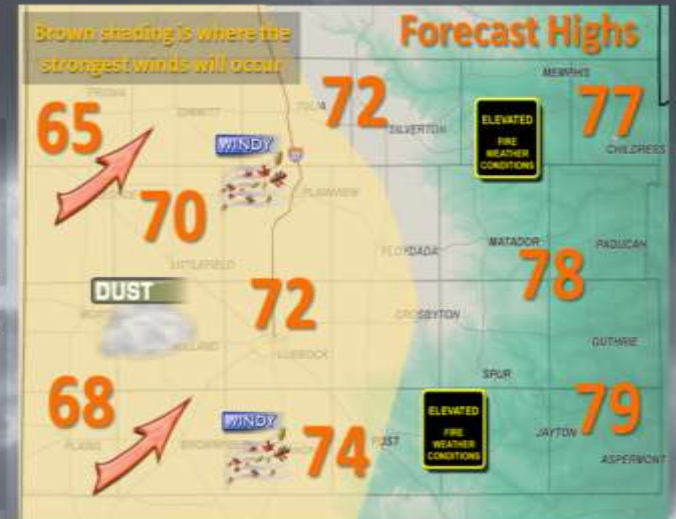 Brown shading is where the
strongest winds will occur
Forecast Highs
MEMPHIS
TULIA
72
77
65
SILVERTON
ELEVATED
FIRE
WEATHER
CONDITIONS
WINDY
CHILDRESS
PLAINVIEW
70
FLOYDADA
MATADOR
PADUCAH
78
LITTLEFIELD
DUST
72
CROSBYTON
GUTHRIE
LUBBOCK
SPUR
68
79
ELEVATED
FIRE
WEATHER
CONDITIONS
WINDY
74
POST
JAYTON
PLAINS
ASPERMONT